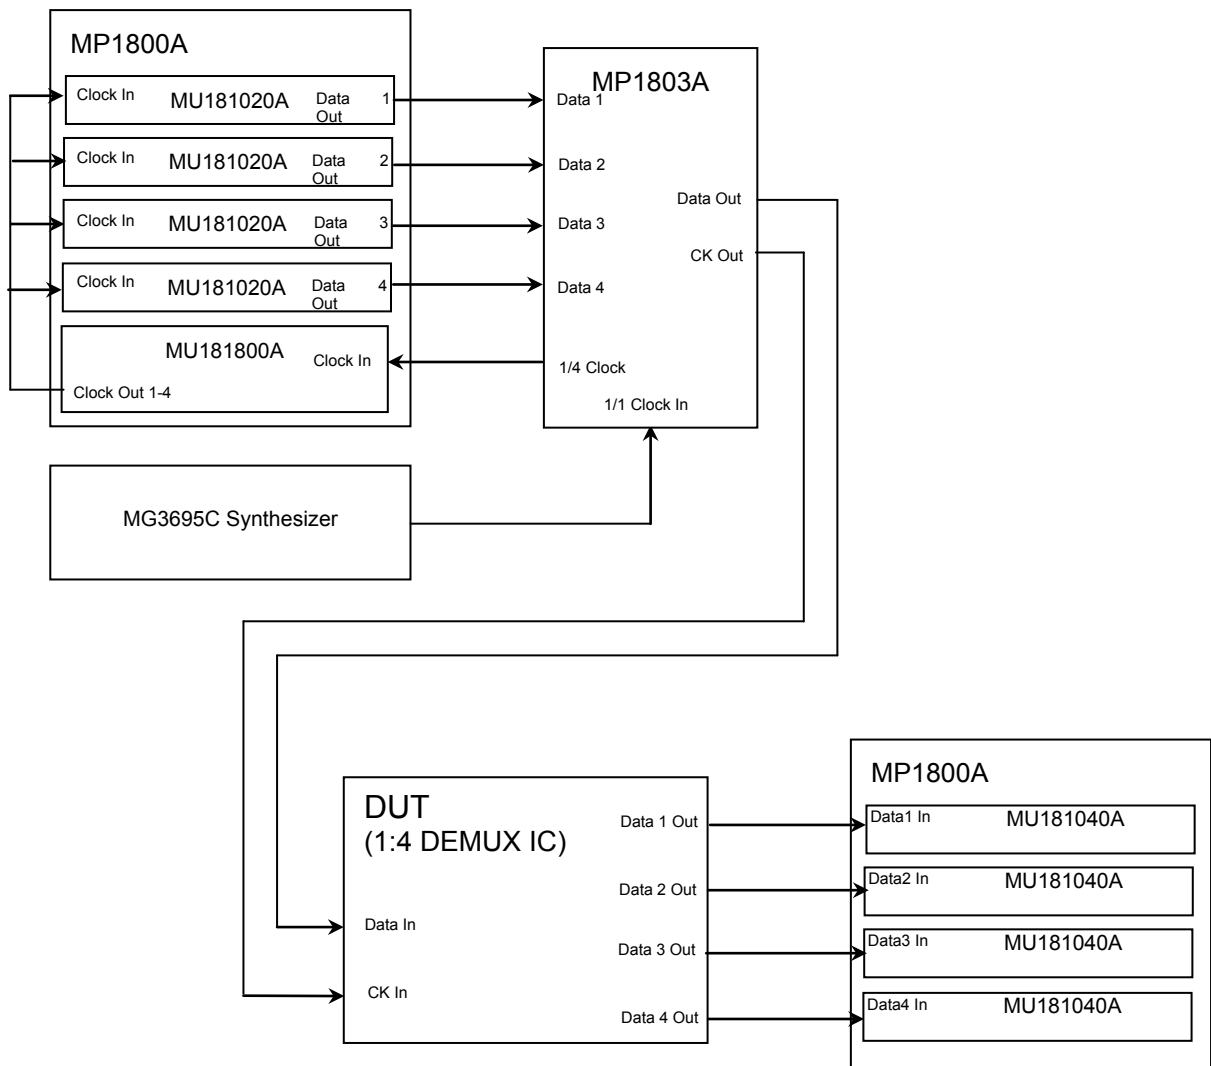 MP1800A
Clock In MU181020A Data Out 1
Clock In MU181020A Data Out 2
Clock In MU181020A Data Out 3
Clock In MU181020A Data Out 4
MU181800A
Clock In
Clock Out 1-4
MP1803A
Data 1
Data 2
Data 3
Data 4
Data Out
CK Out
1/4 Clock
1/1 Clock In
MG3695C Synthesizer
DUT
(1:4 DEMUX IC)
Data In
CK In
Data 1 Out
Data 2 Out
Data 3 Out
Data 4 Out
MP1800A
Data1 In MU181040A
Data2 In MU181040A
Data3 In MU181040A
Data4 In MU181040A